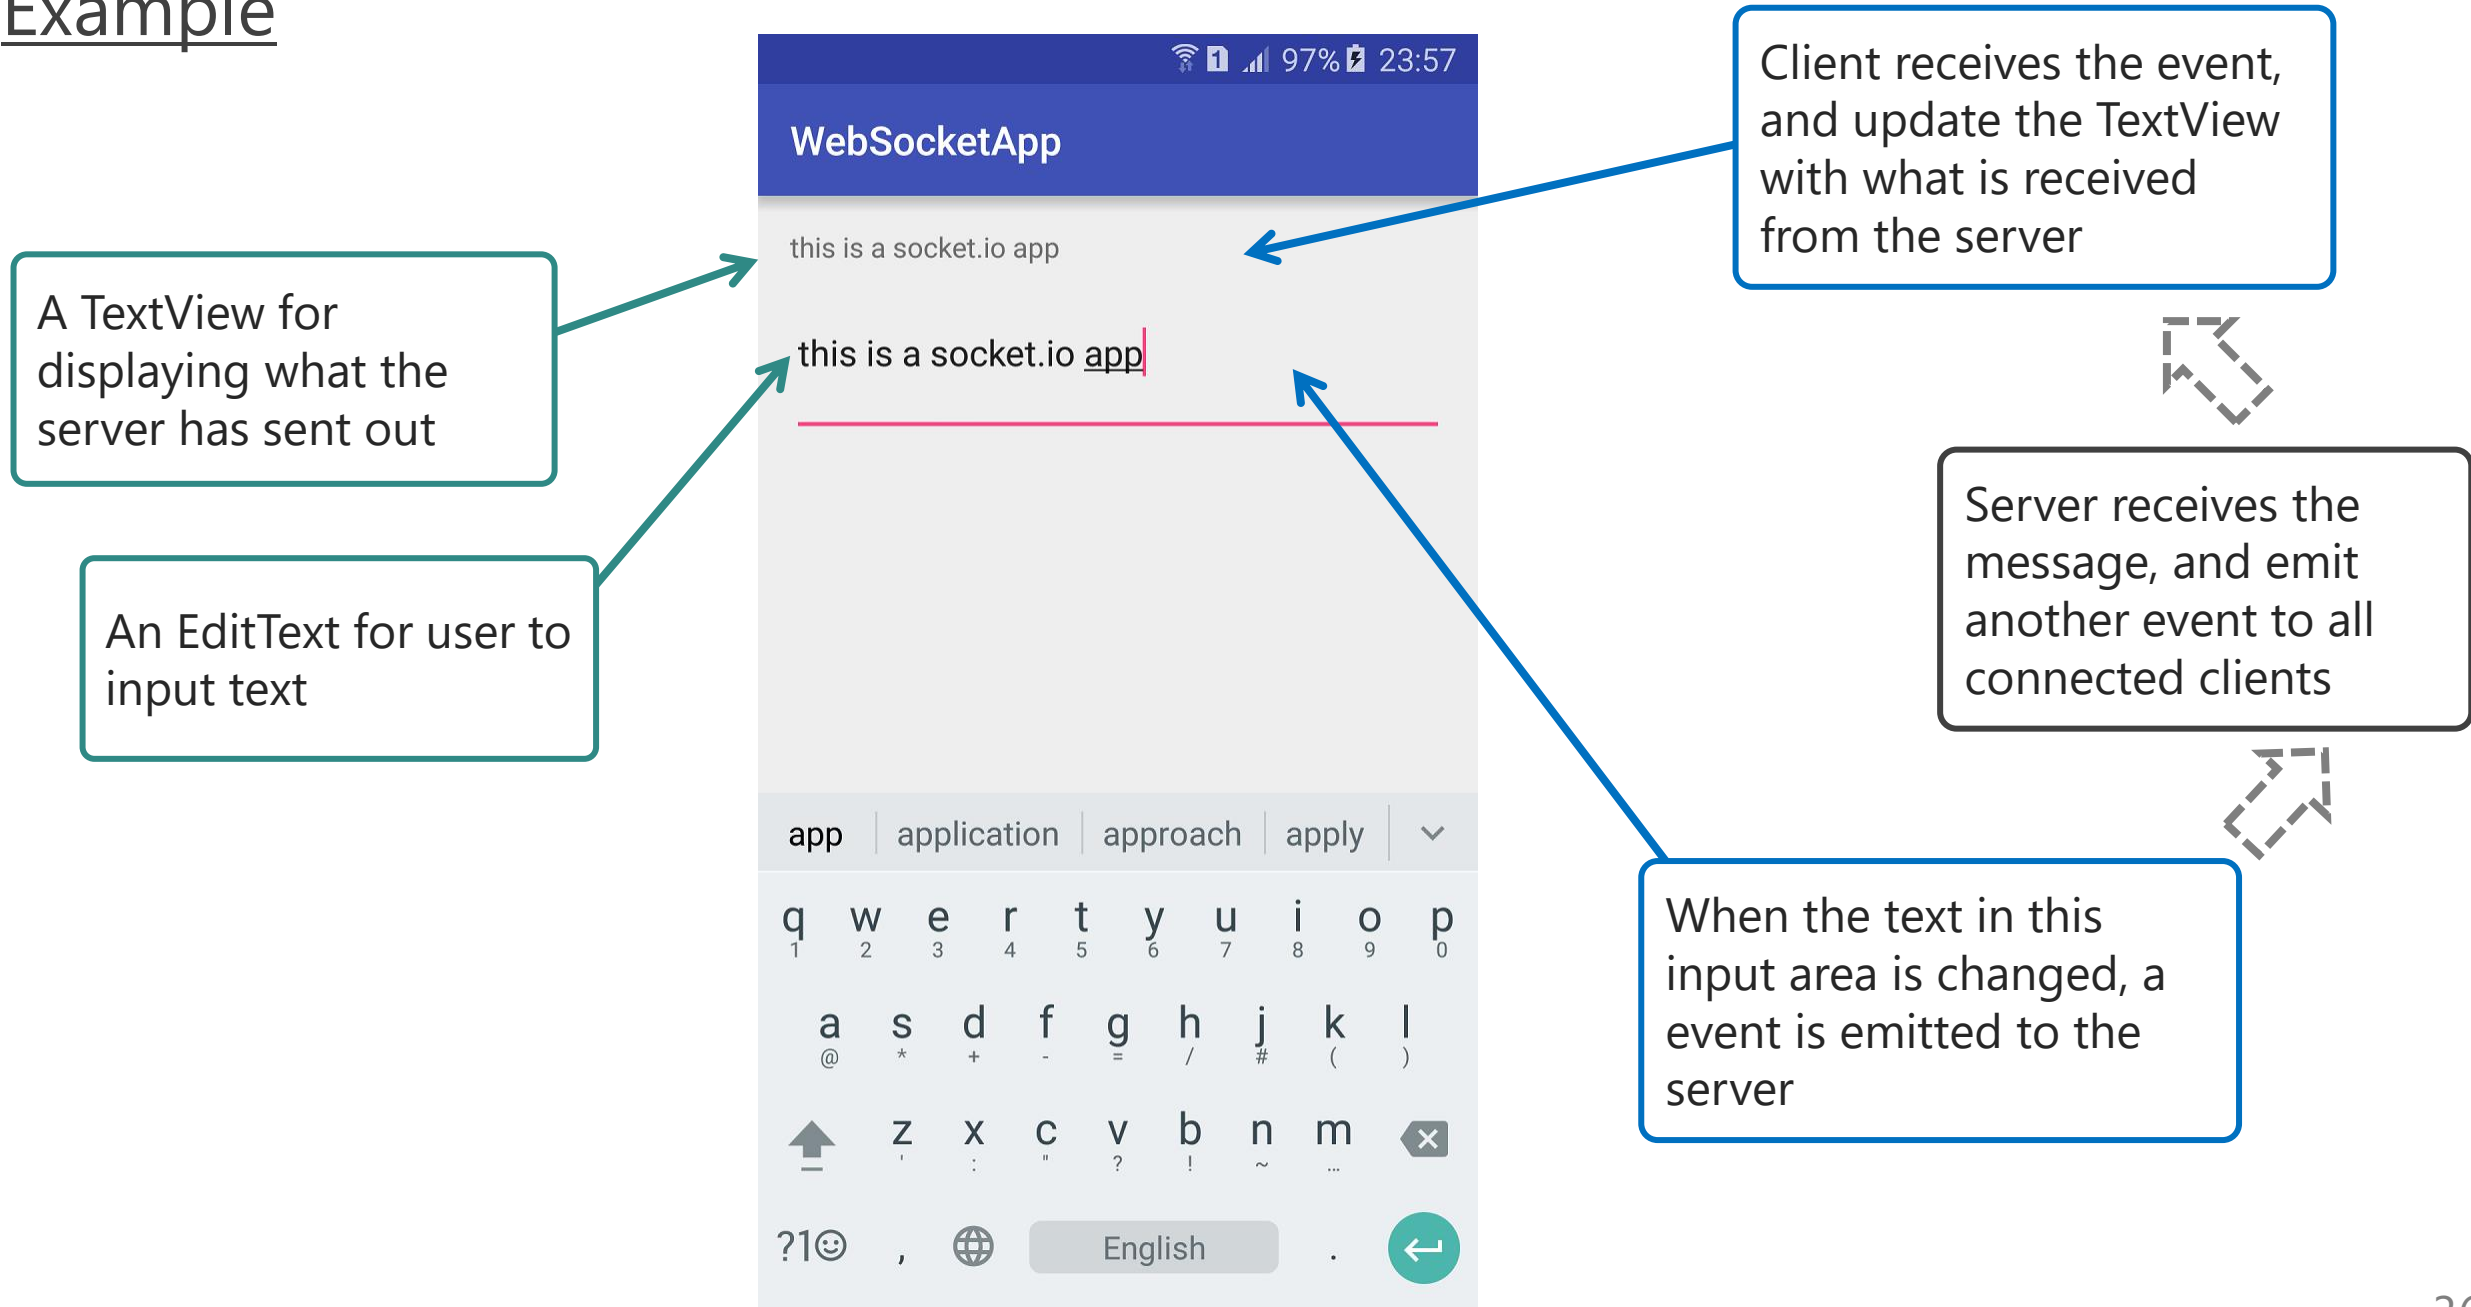 Example
97% 23:57
WebSocketApp
this is a socket.io app
this is a socket.io app
A TextView for
displaying what the
server has sent out
An EditText for user to
input text
Client receives the event,
and update the TextView
with what is received
from the server
Server receives the
message, and emit
another event to all
connected clients
When the text in this
input area is changed, a
event is emitted to the
server
app application approach apply
q w e r t y u i o p
1 2 3 4 5 6 7 8 9 0
a s d f g h j k l
@ * + - = / # ( )
z x c v b n m
' : " ? ! ~ ...
?1☺ , English .